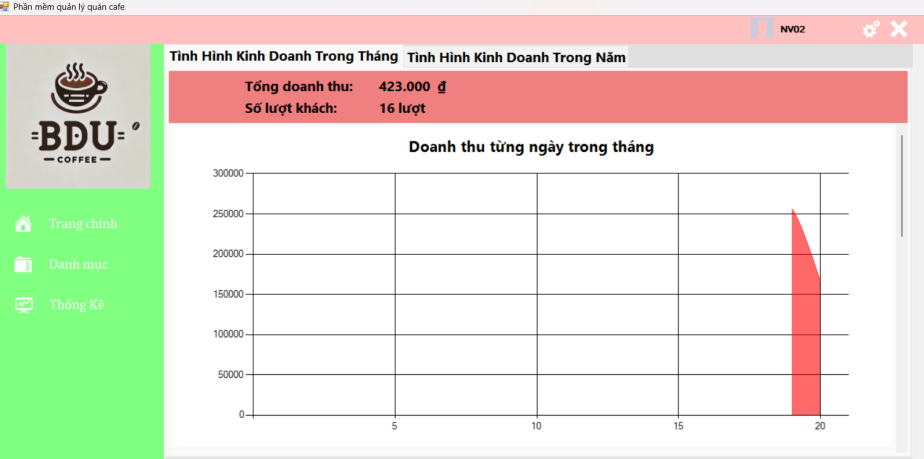 Phần mềm quản lý quán cafe
NV02
BDU
COFFEE
Trang chính
Danh mục
Thống Kê
Tình Hình Kinh Doanh Trong Tháng
Tình Hình Kinh Doanh Trong Năm
Tổng doanh thu: 423.000 ₫
Số lượt khách: 16 lượt
Doanh thu từng ngày trong tháng
300000
250000
200000
150000
100000
50000
0
5 10 15 20